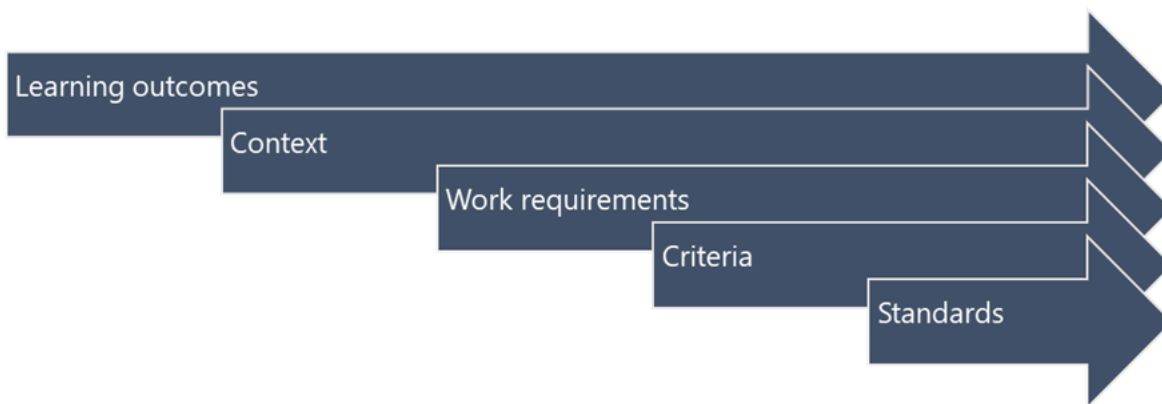 Learning outcomes
Context
Work requirements
Criteria
Standards